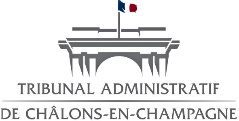 TRIBUNAL ADMINISTRATIF
DE CHÂLONS-EN-CHAMPAGNE